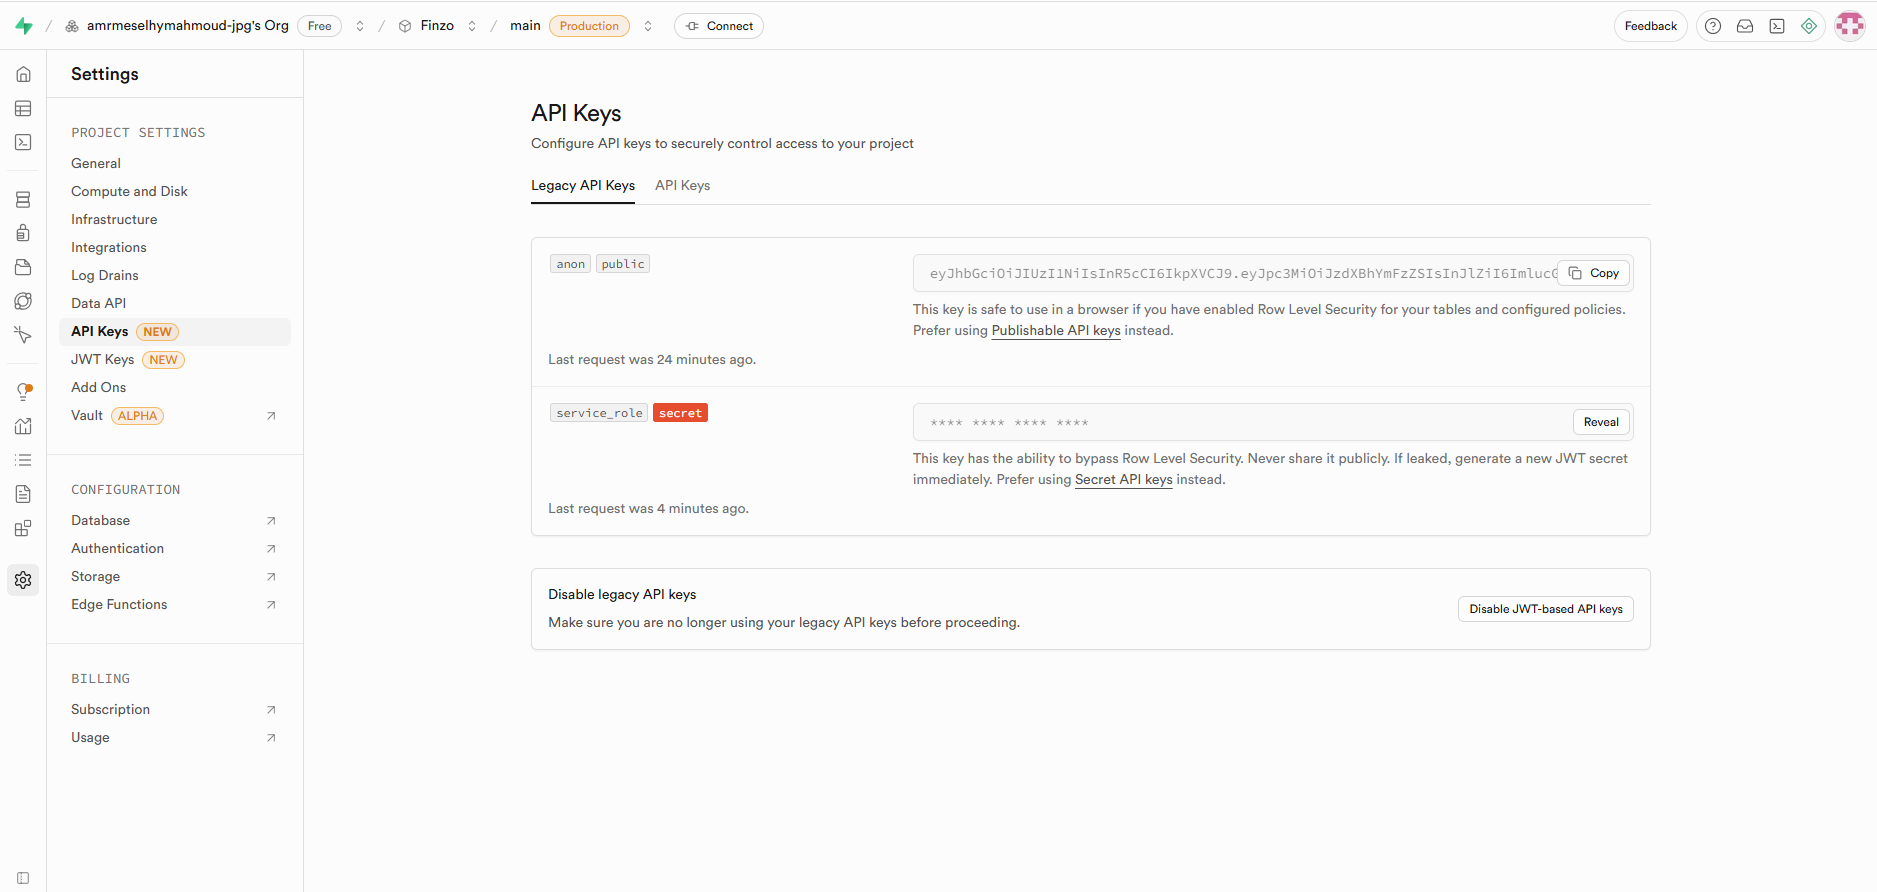 amrmeselhymahmoud-jpg's Org Free / Finzo / main Production Connect Feedback
Settings
PROJECT SETTINGS
General
Compute and Disk
Infrastructure
Integrations
Log Drains
Data API
API Keys NEW
JWT Keys NEW
Add Ons
Vault ALPHA
CONFIGURATION
Database
Authentication
Storage
Edge Functions
BILLING
Subscription
Usage
API Keys
Configure API keys to securely control access to your project
Legacy API Keys API Keys
anon public
eyJhbGciOiJIUzI1NiIsInR5cCI6IkpXVCJ9.eyJpc3MiOiJzdXBhYmFzZSIsInJlZiI6Imluc Copy
This key is safe to use in a browser if you have enabled Row Level Security for your tables and configured policies.
Prefer using Publishable API keys instead.
Last request was 24 minutes ago.
service_role secret
**** **** **** **** Reveal
This key has the ability to bypass Row Level Security. Never share it publicly. If leaked, generate a new JWT secret
immediately. Prefer using Secret API keys instead.
Last request was 4 minutes ago.
Disable legacy API keys
Make sure you are no longer using your legacy API keys before proceeding.
Disable JWT-based API keys